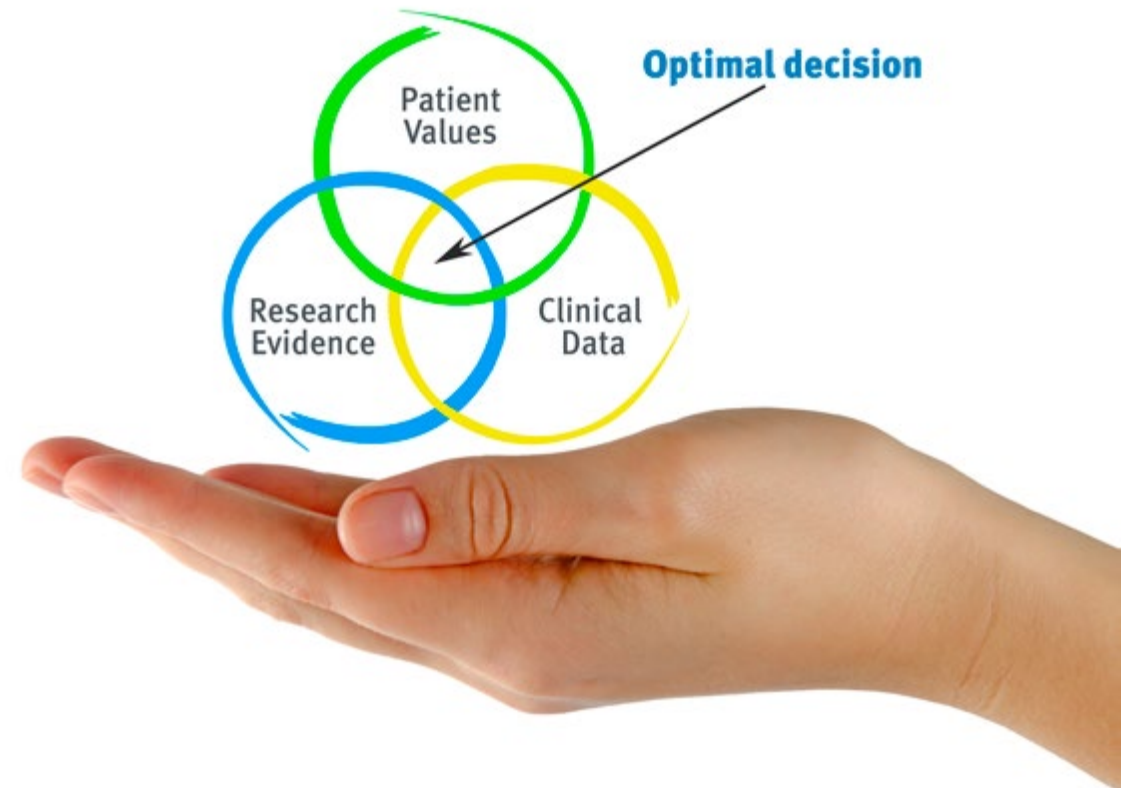 Optimal decision
Patient
Values
Research
Evidence
Clinical
Data